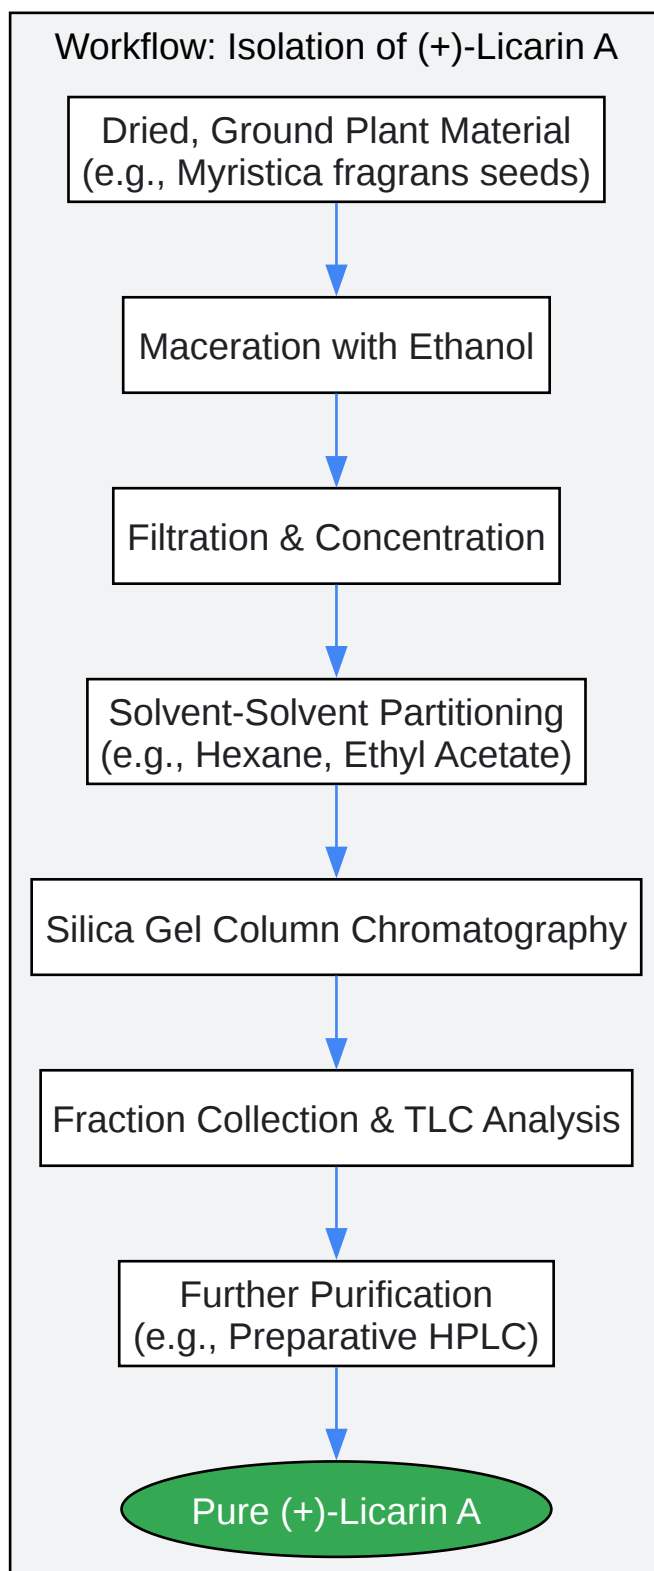 Workflow: Isolation of (+)-Licarin A
Dried, Ground Plant Material
(e.g., Myristica fragrans seeds)
Maceration with Ethanol
Filtration & Concentration
Solvent-Solvent Partitioning
(e.g., Hexane, Ethyl Acetate)
Silica Gel Column Chromatography
Fraction Collection & TLC Analysis
Further Purification
(e.g., Preparative HPLC)
Pure (+)-Licarin A